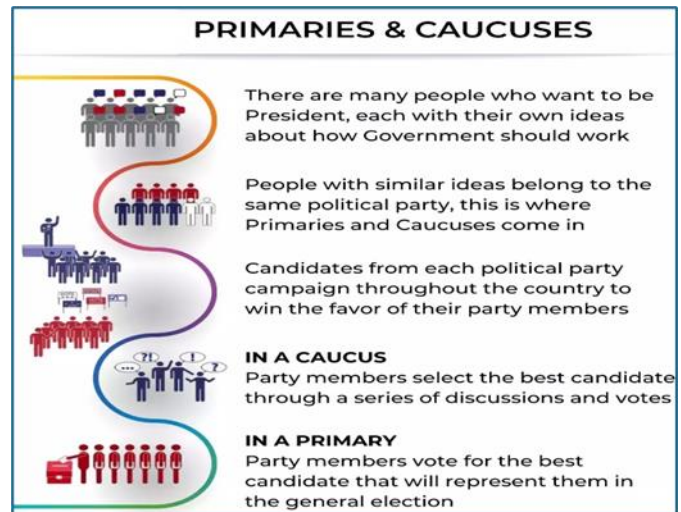 PRIMARIES & CAUCUSES
There are many people who want to be
President, each with their own ideas
about how Government should work
People with similar ideas belong to the
same political party, this is where
Primaries and Caucuses come in
Candidates from each political party
campaign throughout the country to
win the favor of their party members
?! ! ... ?
IN A CAUCUS
Party members select the best candidate
through a series of discussions and votes
IN A PRIMARY
Party members vote for the best
candidate that will represent them in
the general election